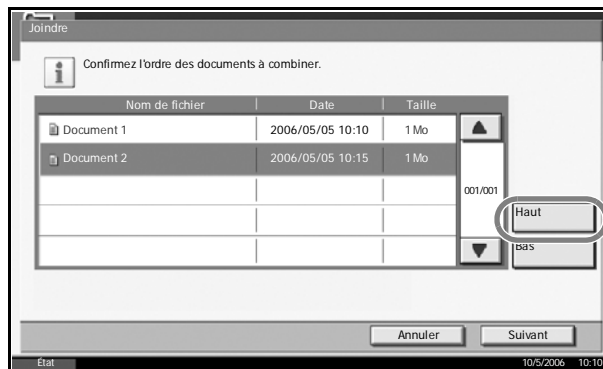 Joindre
Confirmez l'ordre des documents à combiner.
Nom de fichier Date Taille
Document 1 2006/05/05 10:10 1 Mo
Document 2 2006/05/05 10:15 1 Mo
001/001
Haut
Bas
Annuler Suivant
État 10/5/2006 10:10